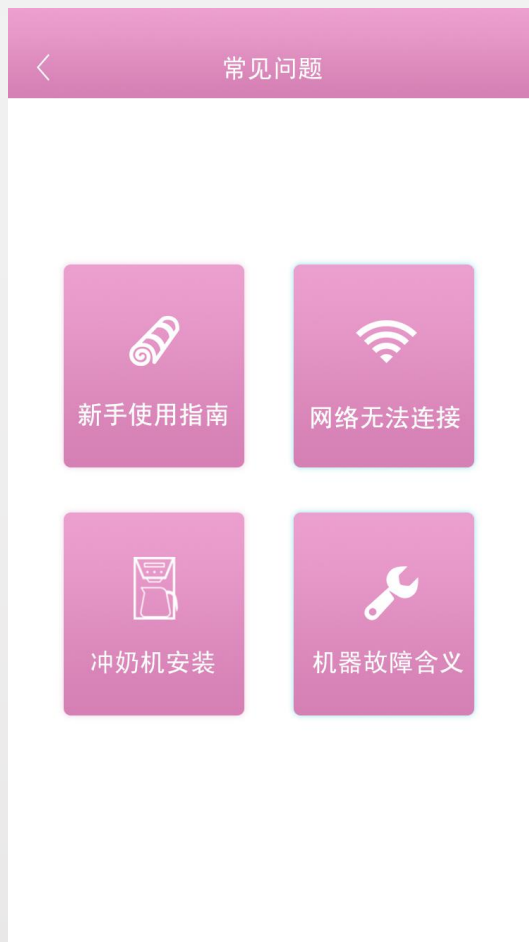 常见问题
新手使用指南
网络无法连接
冲奶机安装
机器故障含义